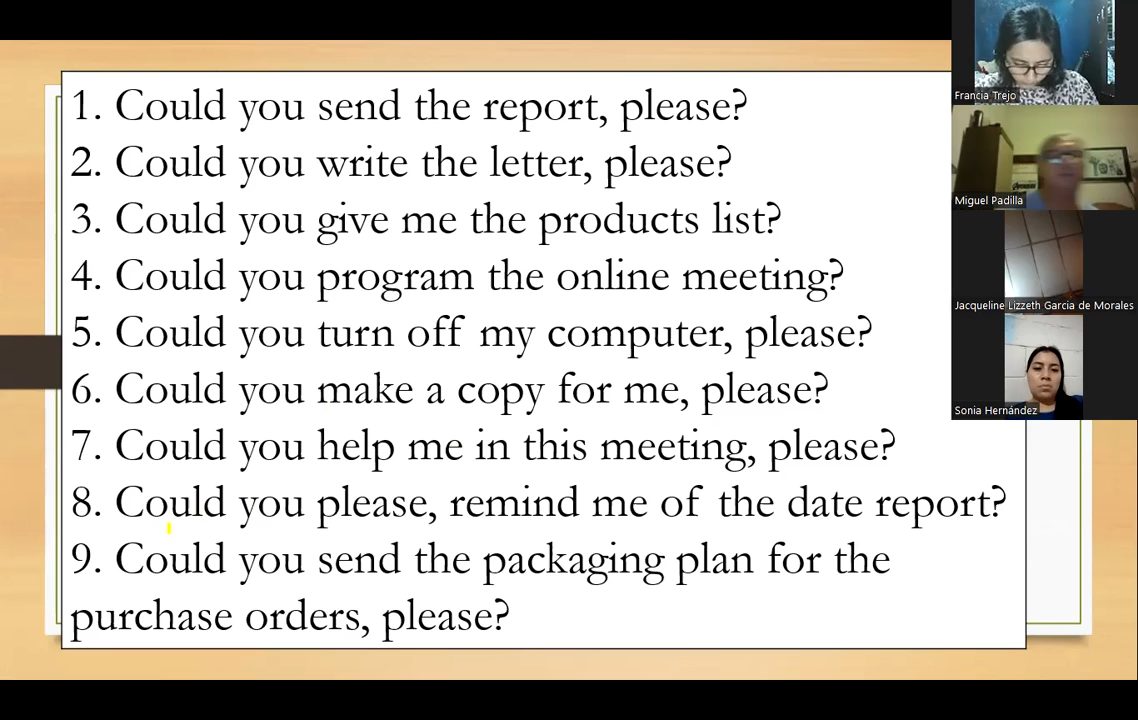 1. Could you send the report, please?
2. Could you write the letter, please?
3. Could you give me the products list?
4. Could you program the online meeting?
5. Could you turn off my computer, please?
6. Could you make a copy for me, please?
7. Could you help me in this meeting, please?
8. Could you please, remind me of the date report?
9. Could you send the packaging plan for the
purchase orders, please?
Francia Trejo
Miguel Padilla
Jacqueline Lizzeth Garcia de Morales
Sonia Hernández